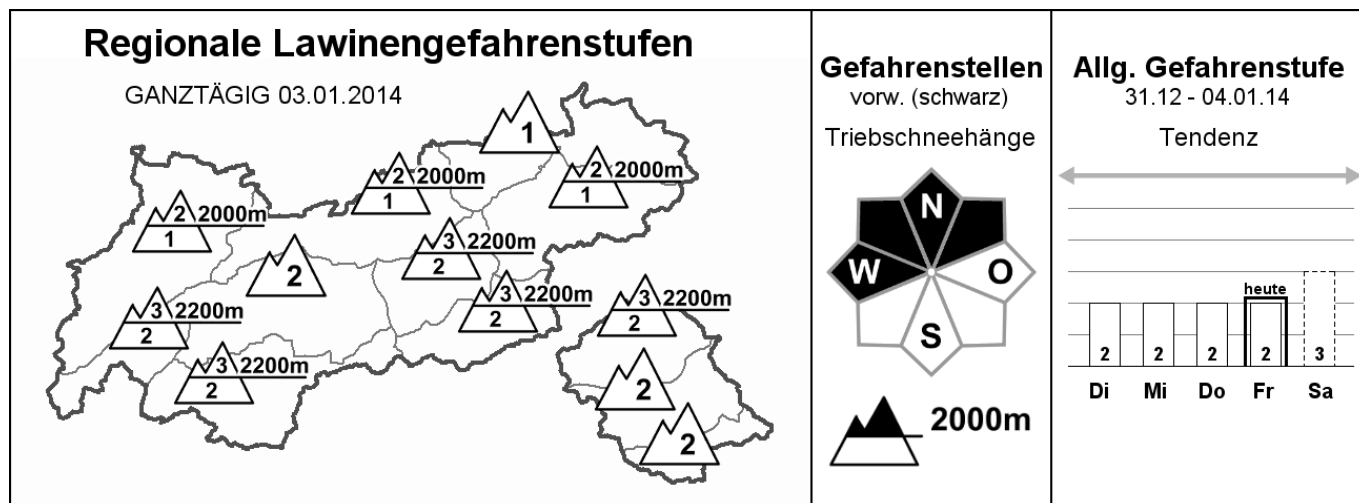 Regionale Lawinengefahrenstufen
GANZTÄGIG 03.01.2014
1
2 2000m
1
2 2000m
1
2 2000m
1
3 2200m
2
2
3 2200m
2
3 2200m
2
3 2200m
2
3 2200m
2
2
2
Gefahrenstellen
vorw. (schwarz)
Triebschneehänge
N
W
O
S
2000m
Allg. Gefahrenstufe
31.12 - 04.01.14
Tendenz
heute
2 2 2 2 3
Di Mi Do Fr Sa